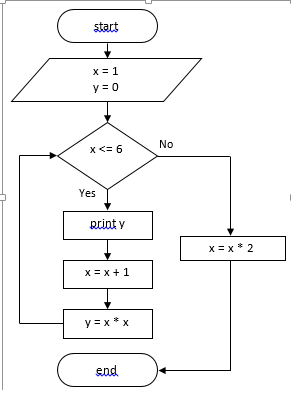 start
x = 1
y = 0
x <= 6
No
Yes
print y
x = x + 1
x = x * 2
y = x * x
end